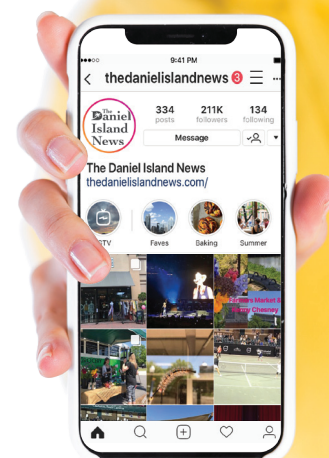 9:41 PM
thedanielislandnews 3
The
Daniel
Island
News
334 211K 134
posts followers following
Message
The Daniel Island News
thedanielislandnews.com/
Faves Baking Summer
Farmers Market &
Kenny Chesney